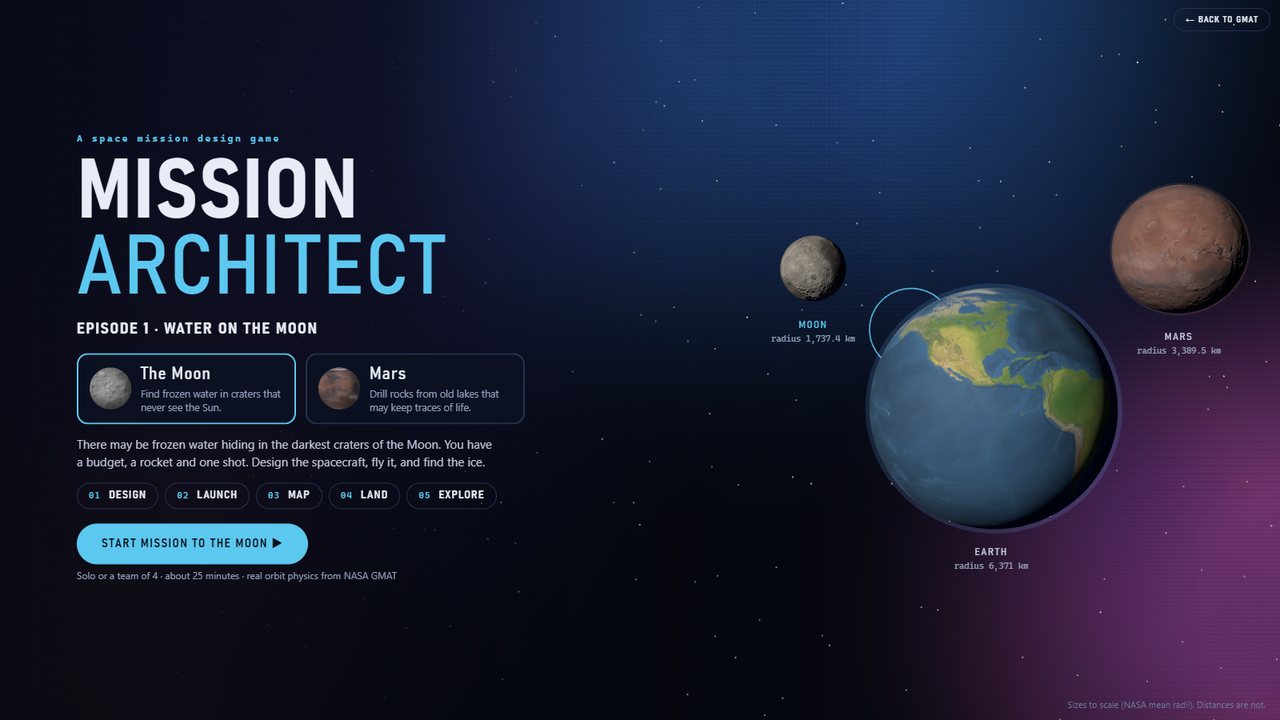 ← BACK TO GMAT
A space mission design game
MISSION
ARCHITECT
EPISODE 1 · WATER ON THE MOON
The Moon
Find frozen water in craters that
never see the Sun.
Mars
Drill rocks from old lakes that
may keep traces of life.
There may be frozen water hiding in the darkest craters of the Moon. You have
a budget, a rocket and one shot. Design the spacecraft, fly it, and find the ice.
01 DESIGN
02 LAUNCH
03 MAP
04 LAND
05 EXPLORE
START MISSION TO THE MOON ▶
Solo or a team of 4 · about 25 minutes · real orbit physics from NASA GMAT
MOON
radius 1,737.4 km
MARS
radius 3,389.5 km
EARTH
radius 6,371 km
Sizes to scale (NASA mean radii). Distances are not.